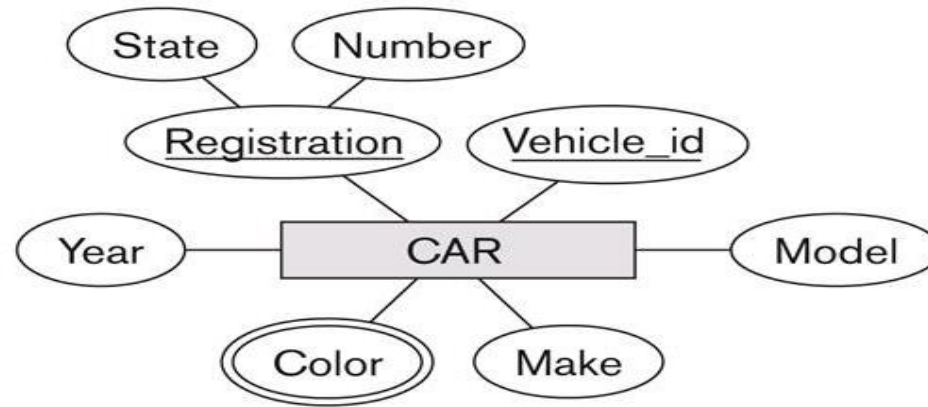 State
Number
Registration
Vehicle_id
Year
CAR
Model
Color
Make